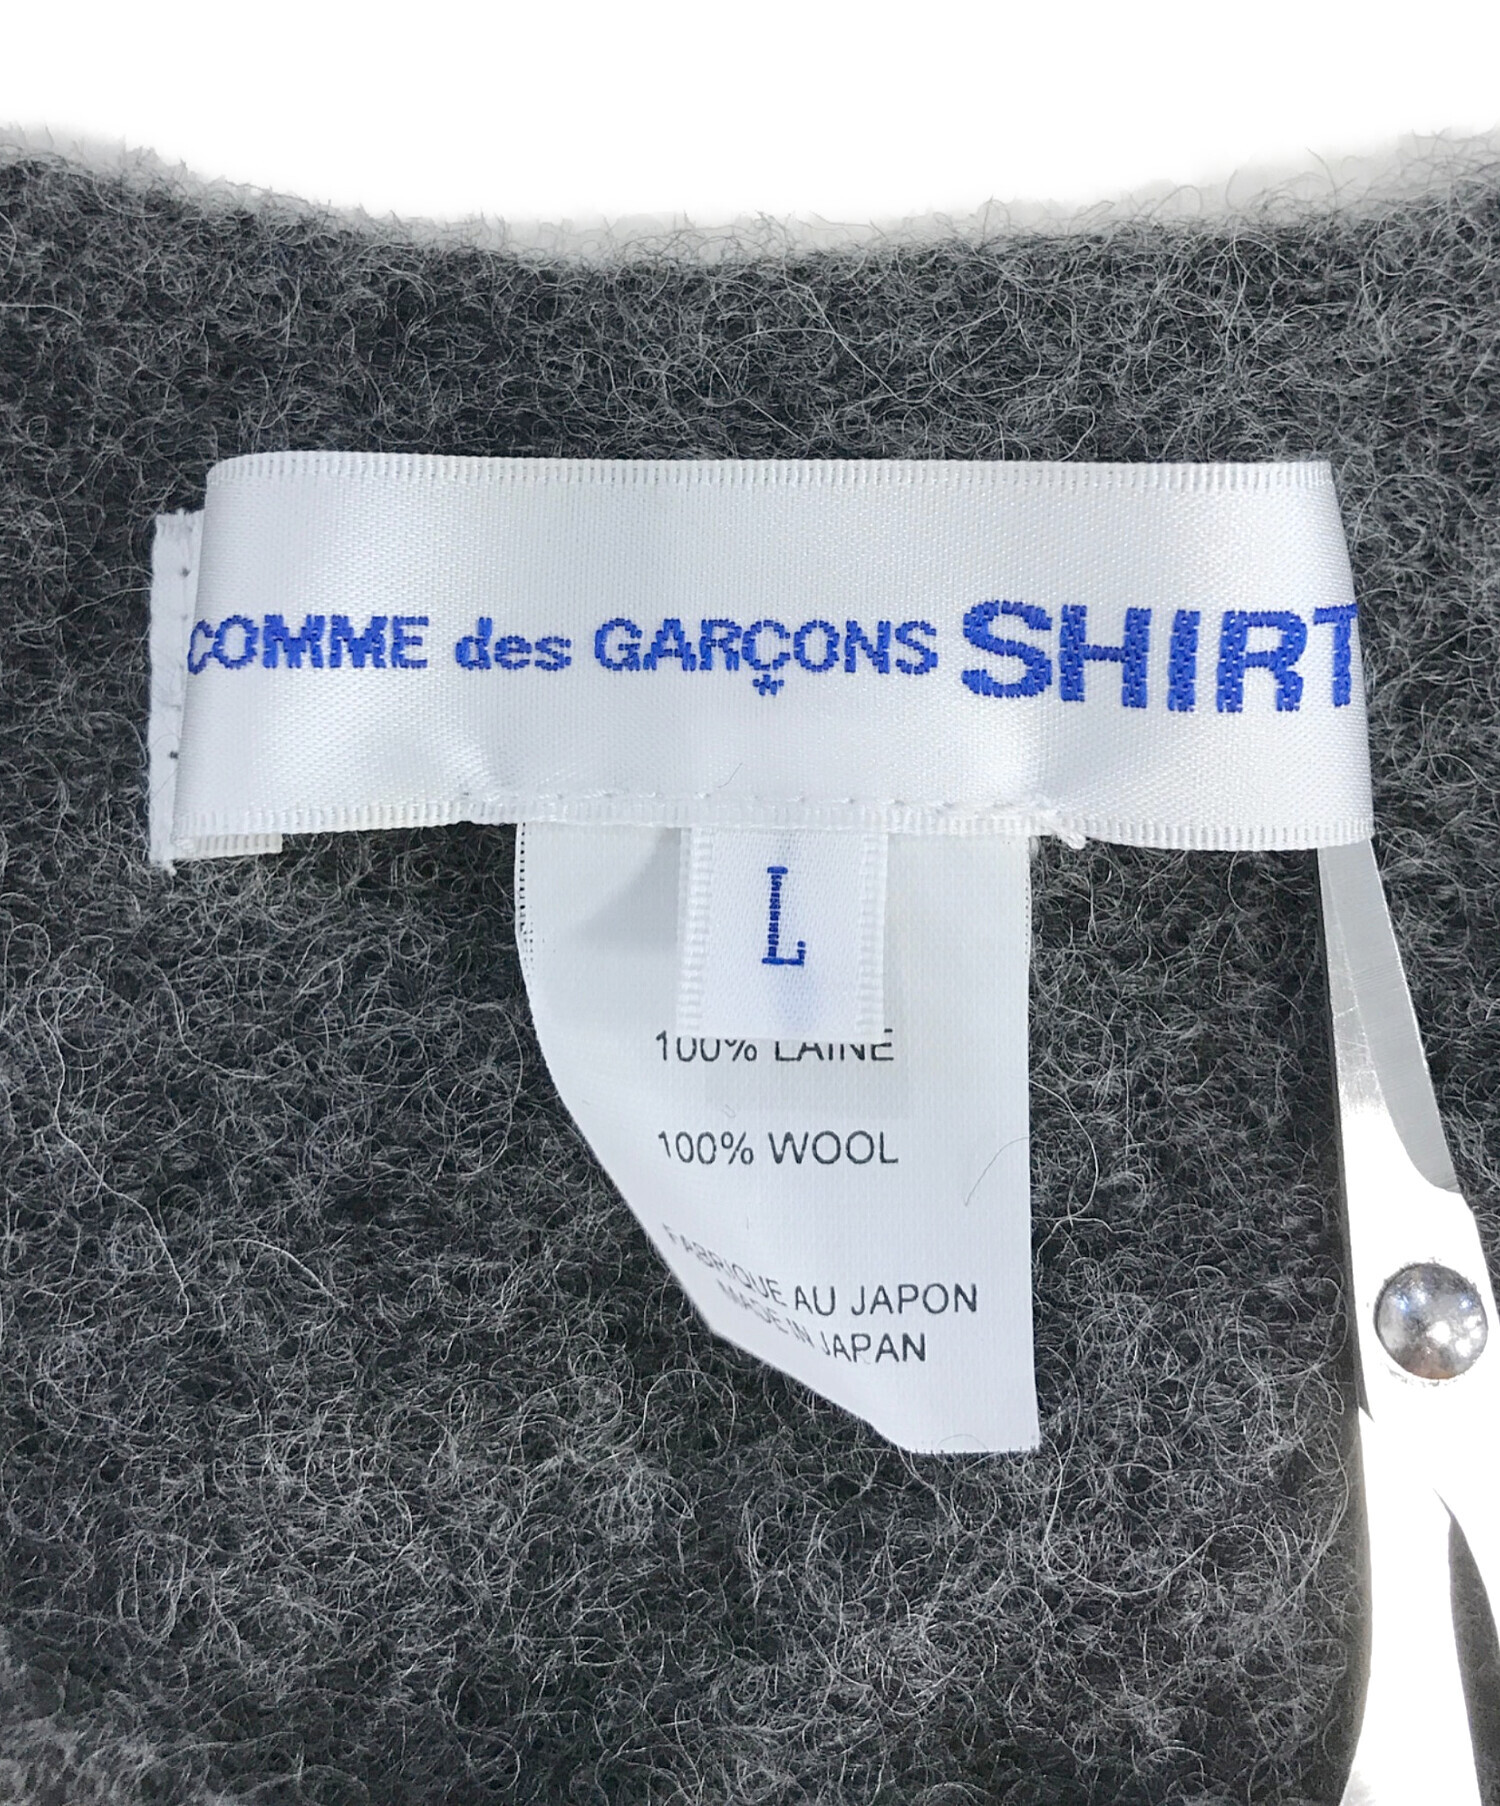 COMME des GARÇONS SHIRT
L
100% LAINE
100% WOOL
FABRIQUE AU JAPON
MADE IN JAPAN